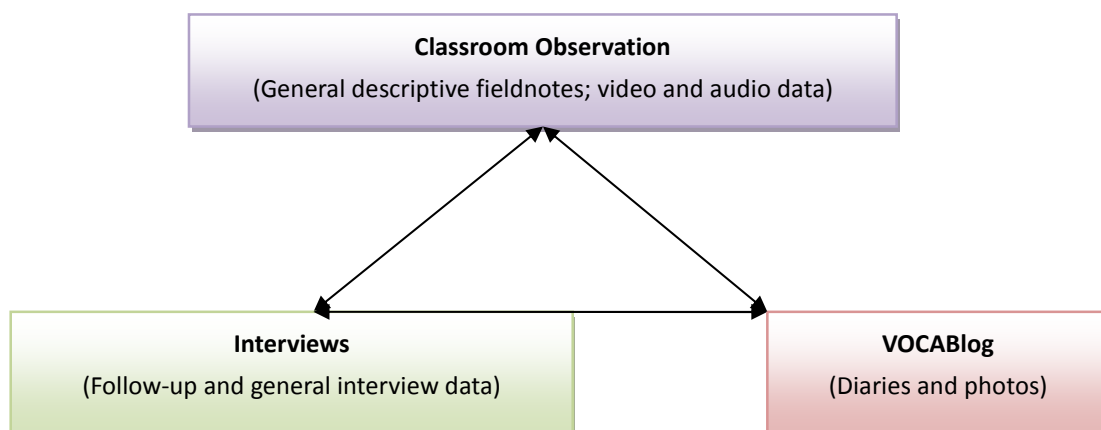 Classroom Observation
(General descriptive fieldnotes; video and audio data)
Interviews
(Follow-up and general interview data)
VOCABlog
(Diaries and photos)